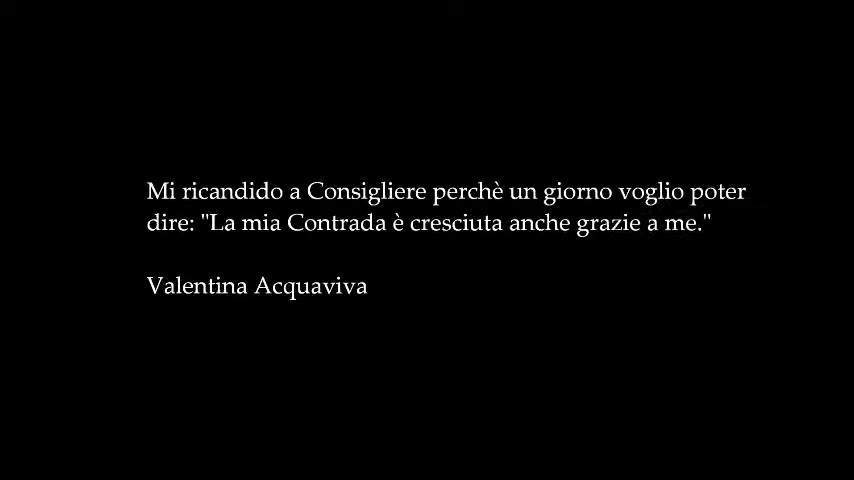 Mi ricandido a Consigliere perchè un giorno voglio poter
dire: "La mia Contrada è cresciuta anche grazie a me."
Valentina Acquaviva